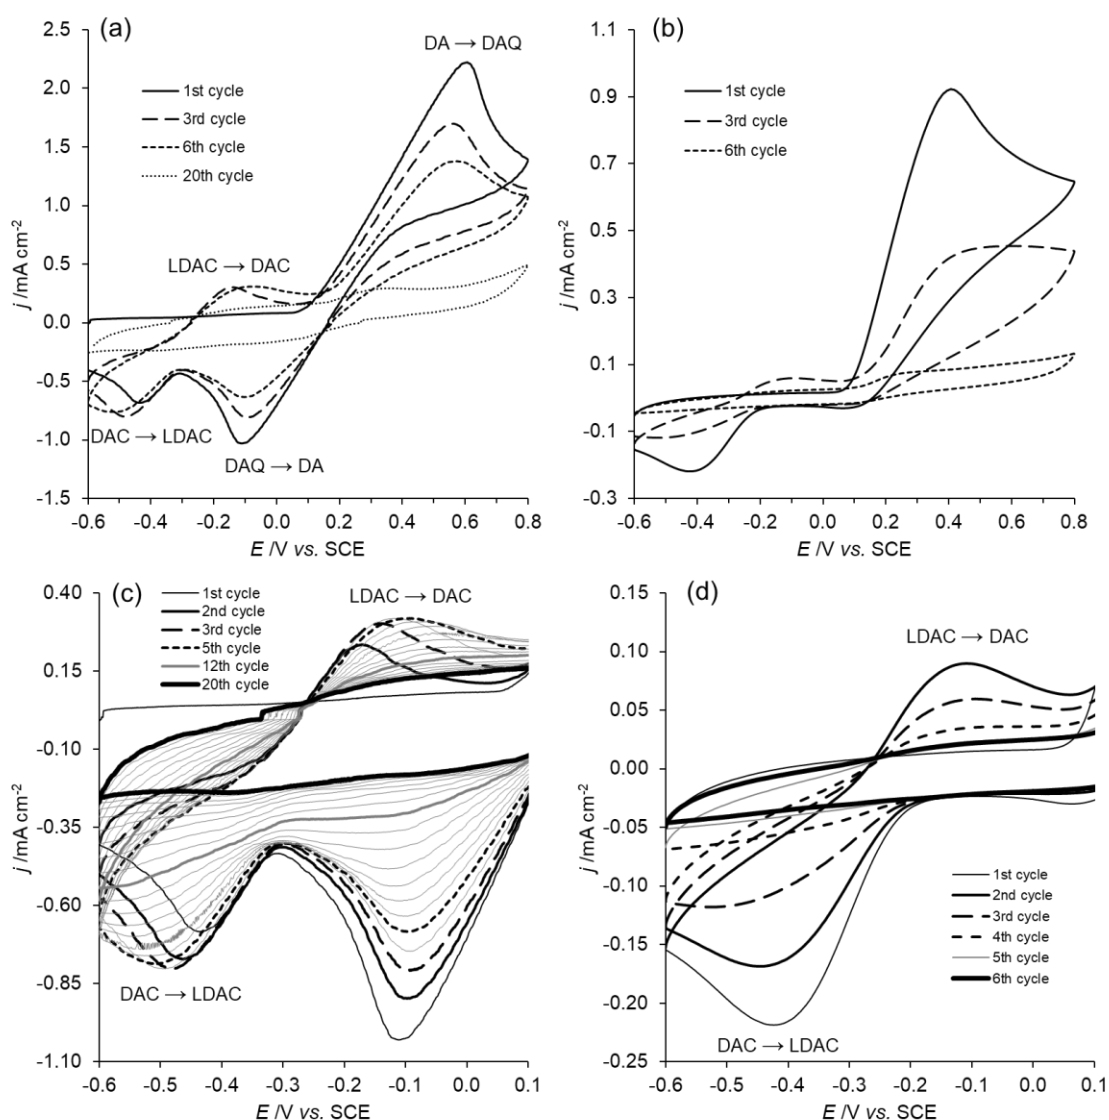 (a)
DA → DAQ
1st cycle
3rd cycle
6th cycle
20th cycle
LDAC → DAC
DAC → LDAC
DAQ → DA
2.5
2.0
1.5
1.0
0.5
0.0
-0.5
-1.0
-1.5
-0.6 -0.4 -0.2 0.0 0.2 0.4 0.6 0.8
j /mA cm-2
E /V vs. SCE
(b)
1st cycle
3rd cycle
6th cycle
1.1
0.9
0.7
0.5
0.3
0.1
-0.1
-0.3
-0.6 -0.4 -0.2 0.0 0.2 0.4 0.6 0.8
j /mA cm-2
E /V vs. SCE
(c)
1st cycle
2nd cycle
3rd cycle
5th cycle
12th cycle
20th cycle
LDAC → DAC
DAC → LDAC
0.40
0.15
-0.10
-0.35
-0.60
-0.85
-1.10
-0.6 -0.5 -0.4 -0.3 -0.2 -0.1 0.0 0.1
j /mA cm-2
E /V vs. SCE
(d)
LDAC → DAC
1st cycle
2nd cycle
3rd cycle
4th cycle
5th cycle
6th cycle
DAC → LDAC
0.15
0.10
0.05
0.00
-0.05
-0.10
-0.15
-0.20
-0.25
-0.6 -0.5 -0.4 -0.3 -0.2 -0.1 0.0 0.1
j /mA cm-2
E /V vs. SCE